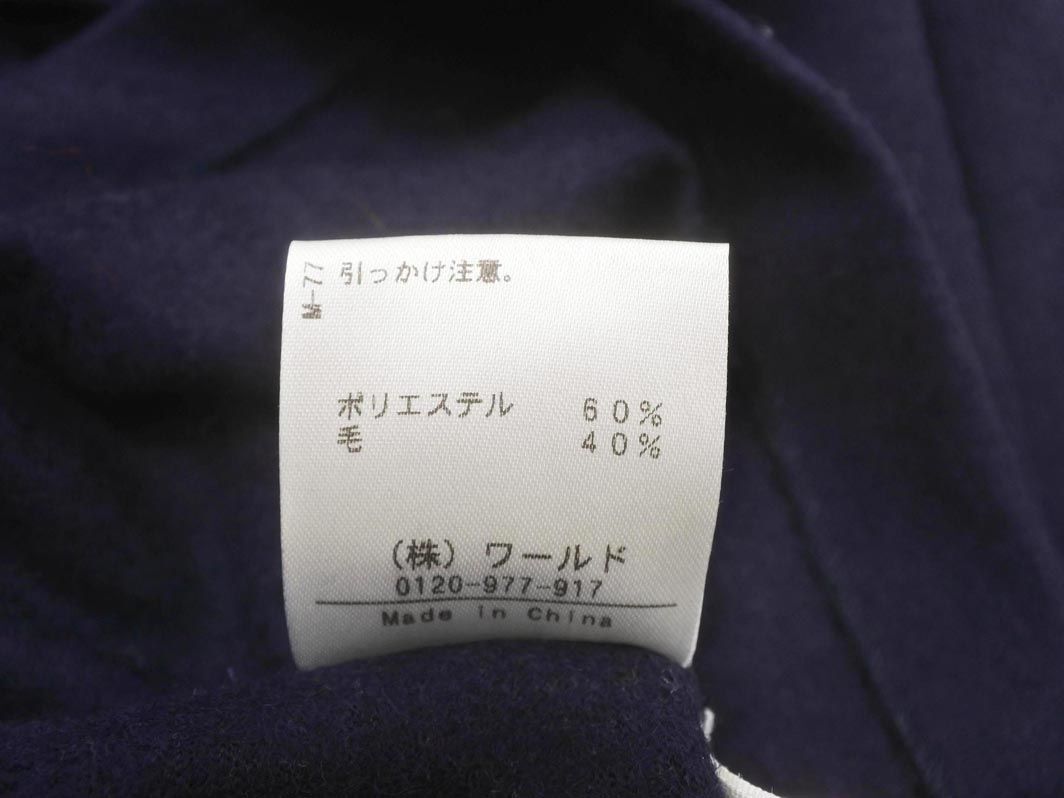 M-77
引っかけ注意。
ポリエステル 60%
毛 40%
(株) ワールド
0120-977-917
Made in China